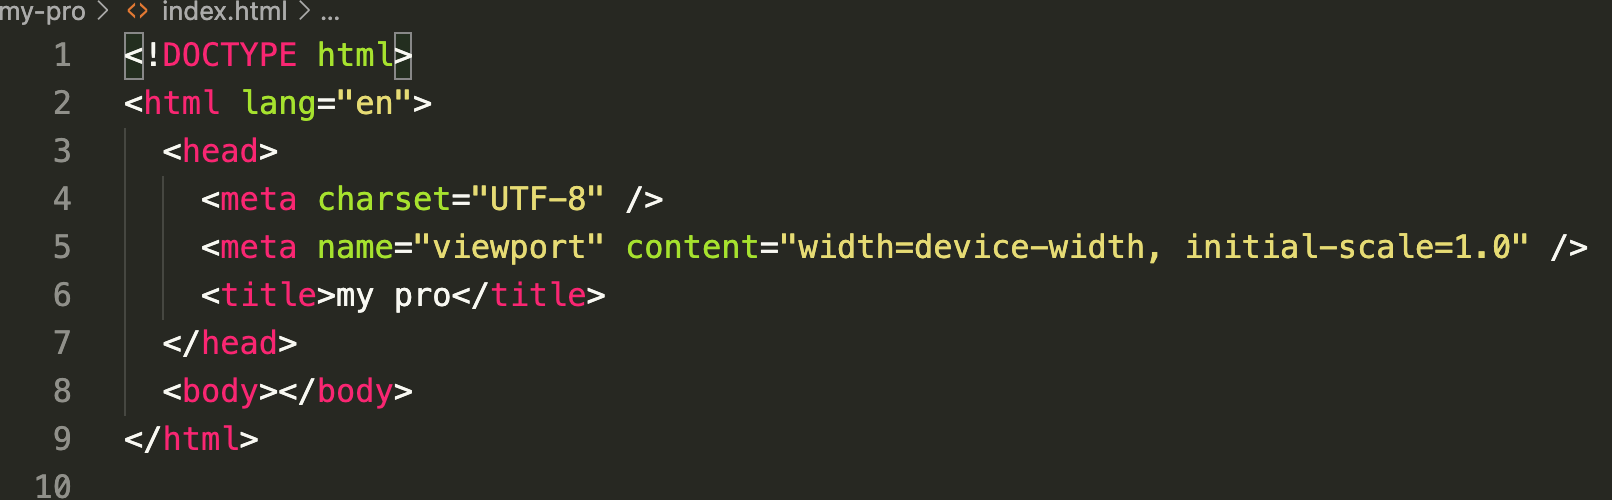 my-pro > <> index.html > ...
1 <!DOCTYPE html>
2 <html lang="en">
3   <head>
4     <meta charset="UTF-8" />
5     <meta name="viewport" content="width=device-width, initial-scale=1.0" />
6     <title>my pro</title>
7   </head>
8   <body></body>
9 </html>
10